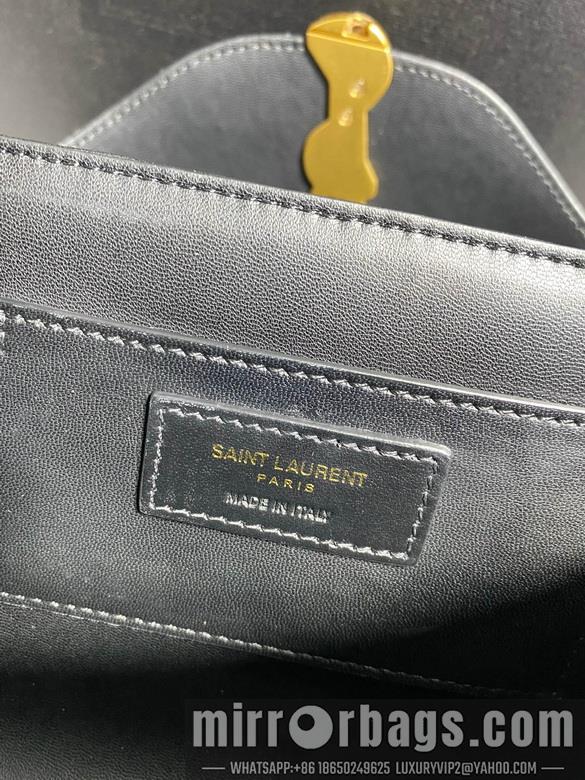 SAINT LAURENT
PARIS
MADE IN ITALY
mirrorbags.com
WHATSAPP:+86 18650249625 LUXURYVIP2@YAHOO.COM